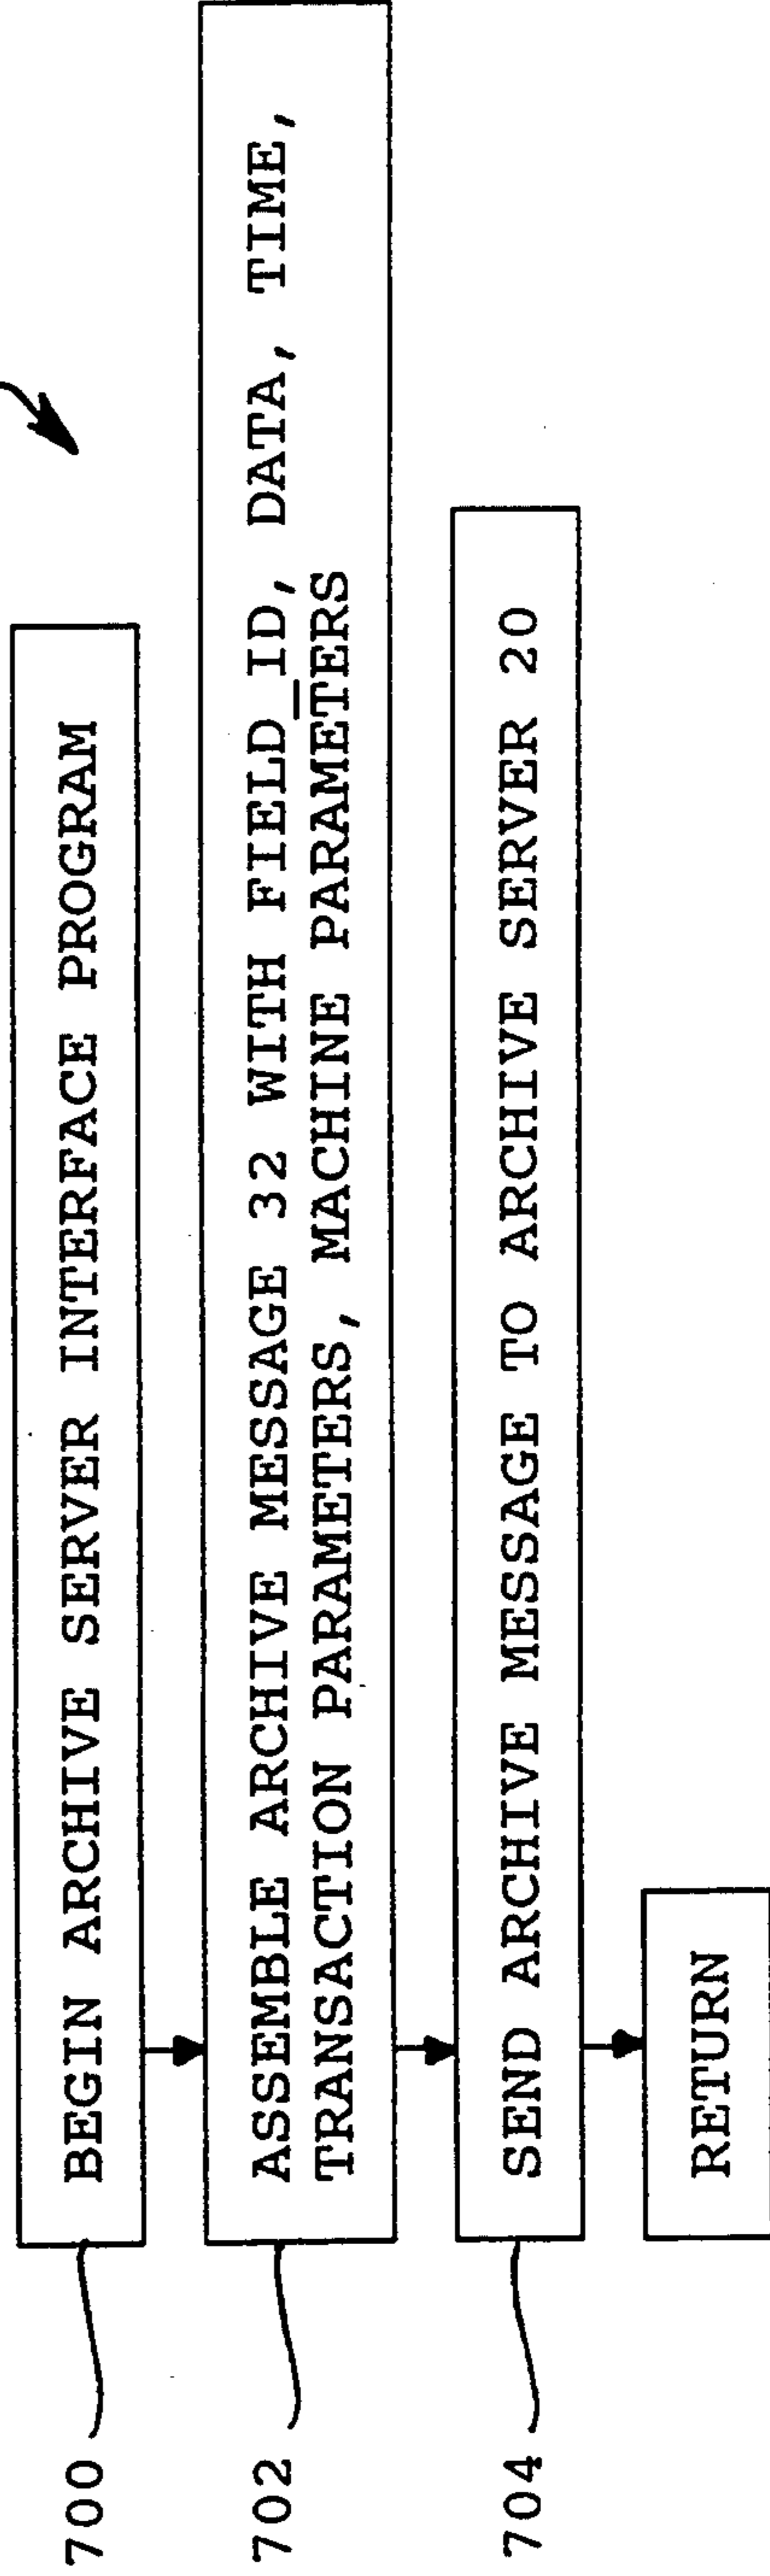 700 BEGIN ARCHIVE SERVER INTERFACE PROGRAM
702 ASSEMBLE ARCHIVE MESSAGE 32 WITH FIELD_ID, DATA, TIME,
TRANSACTION PARAMETERS, MACHINE PARAMETERS
704 SEND ARCHIVE MESSAGE TO ARCHIVE SERVER 20
RETURN